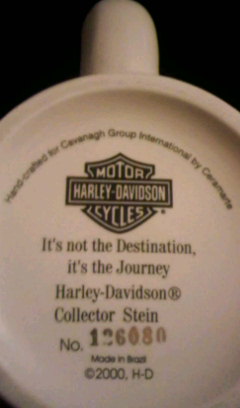 Hand-crafted for Cavanagh Group International by Ceramarte
MOTOR
HARLEY-DAVIDSON
CYCLES®
It's not the Destination,
it's the Journey
Harley-Davidson®
Collector Stein
No. 126080
Made in Brazil
©2000, H-D